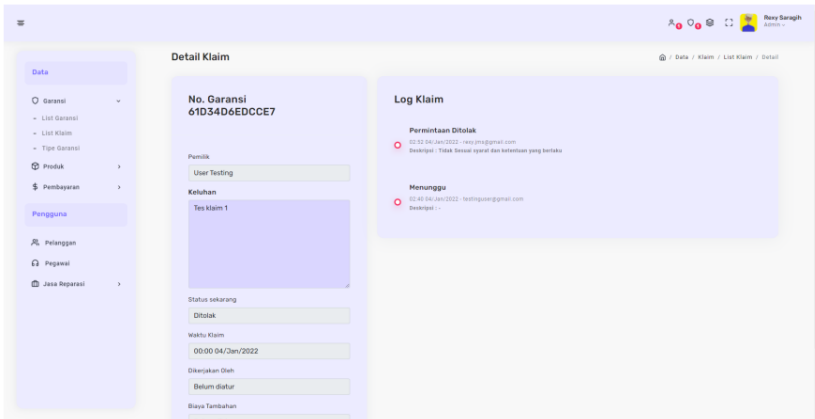 Rexy Saragih
Admin
Detail Klaim
/ Data / Klaim / List Klaim / Detail
Data
Garansi
List Garansi
List Klaim
Tipe Garansi
Produk
$ Pembayaran
Pengguna
Pelanggan
Pegawai
Jasa Reparasi
No. Garansi
61D34D6EDCCE7
Pemilik
User Testing
Keluhan
Tes klaim 1
Status sekarang
Ditolak
Waktu Klaim
00:00 04/Jan/2022
Dikerjakan Oleh
Belum diatur
Biaya Tambahan
Log Klaim
Permintaan Ditolak
02:52 04/Jan/2022 - rexy.jms@gmail.com
Deskripsi : Tidak Sesuai syarat dan ketentuan yang berlaku
Menunggu
02:40 04/Jan/2022 - testinguser@gmail.com
Deskripsi : -